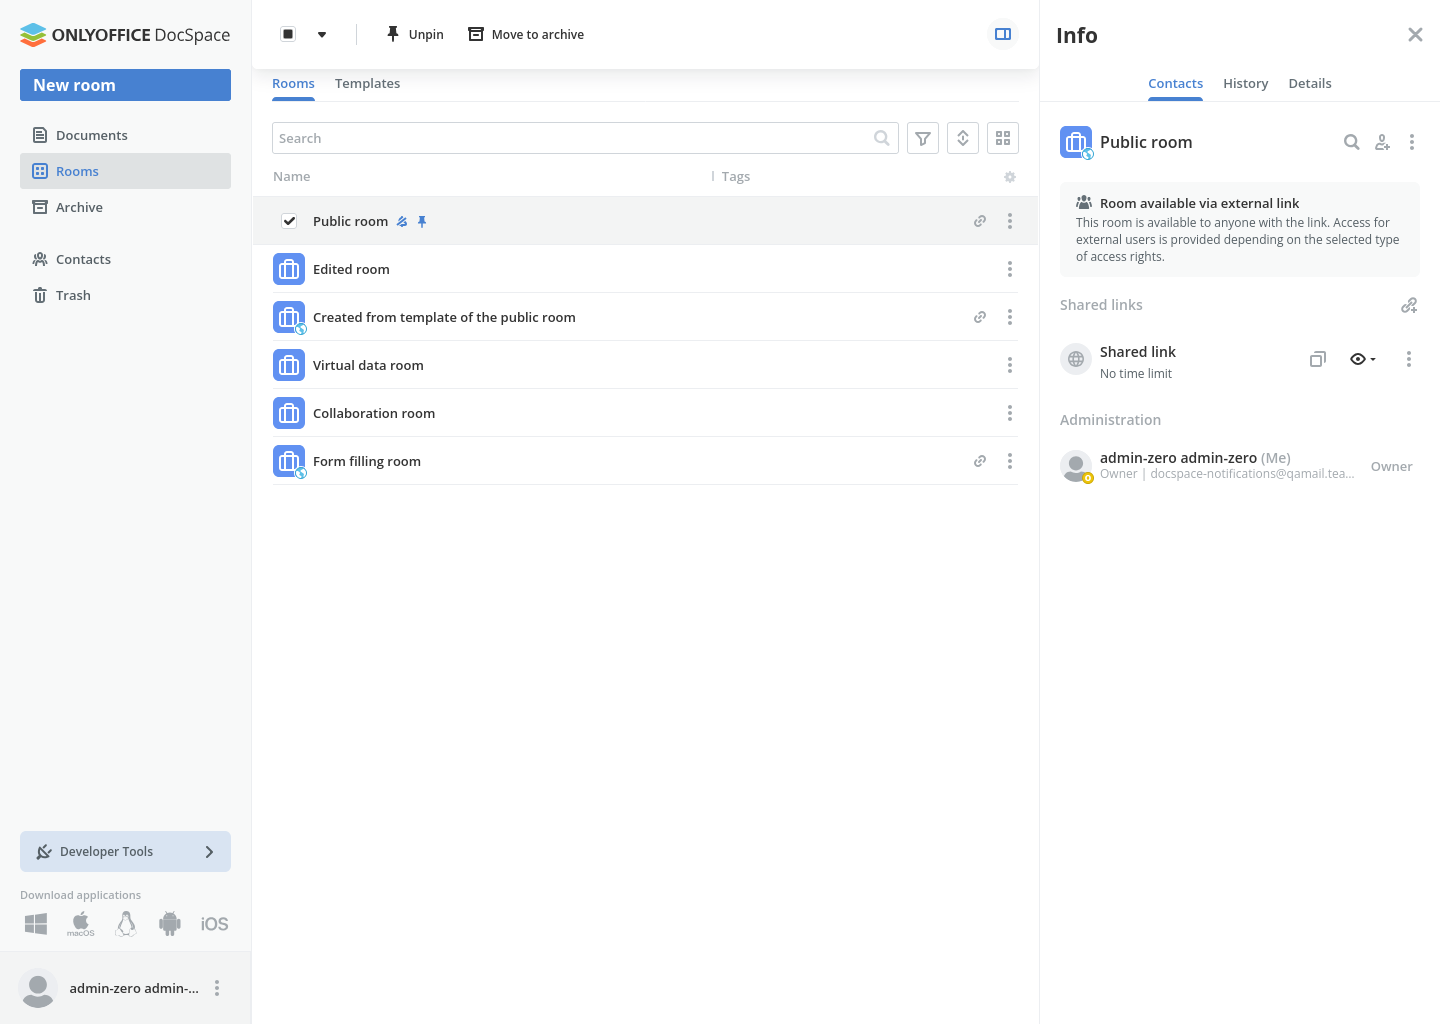 ONLYOFFICE DocSpace
New room
Documents
Rooms
Archive
Contacts
Trash
Developer Tools
Download applications
macOS
iOS
admin-zero admin-...
Unpin
Move to archive
Rooms
Templates
Search
Name
Tags
Public room
Edited room
Created from template of the public room
Virtual data room
Collaboration room
Form filling room
Info
Contacts
History
Details
Public room
Room available via external link
This room is available to anyone with the link. Access for
external users is provided depending on the selected type
of access rights.
Shared links
Shared link
No time limit
Administration
admin-zero admin-zero (Me)
Owner | docspace-notifications@qamail.tea...
Owner